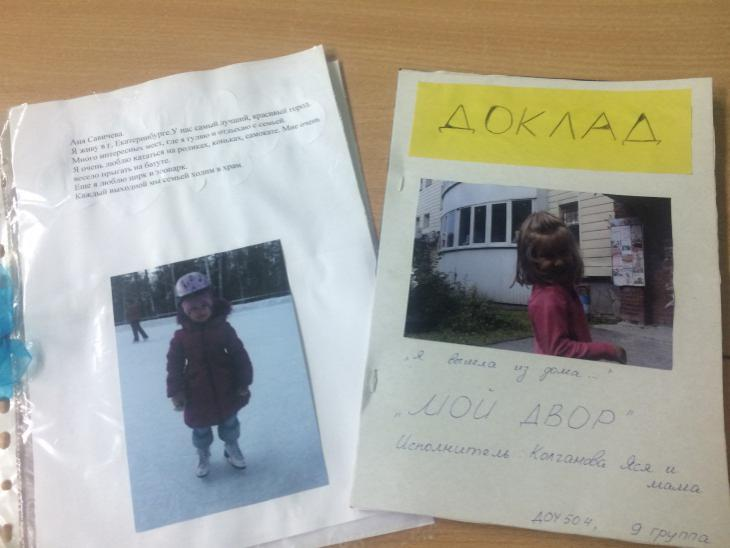 Аня Савичева.
Я живу в г. Екатеринбурге. У нас самый лучший, красивый город.
Много интересных мест, где я гуляю и отдыхаю с семьей.
Я очень люблю кататься на роликах, коньках, самокате. Мне очень
весело прыгать на батуте.
Еще я люблю цирк и зоопарк.
Каждый выходной мы семьей ходим в храм.
ДОКЛАД
„Я вышла из дома..."
„МОЙ ДВОР"
Исполнитель: Колганова Яся и
мама
ДОУ 504, 9 группа